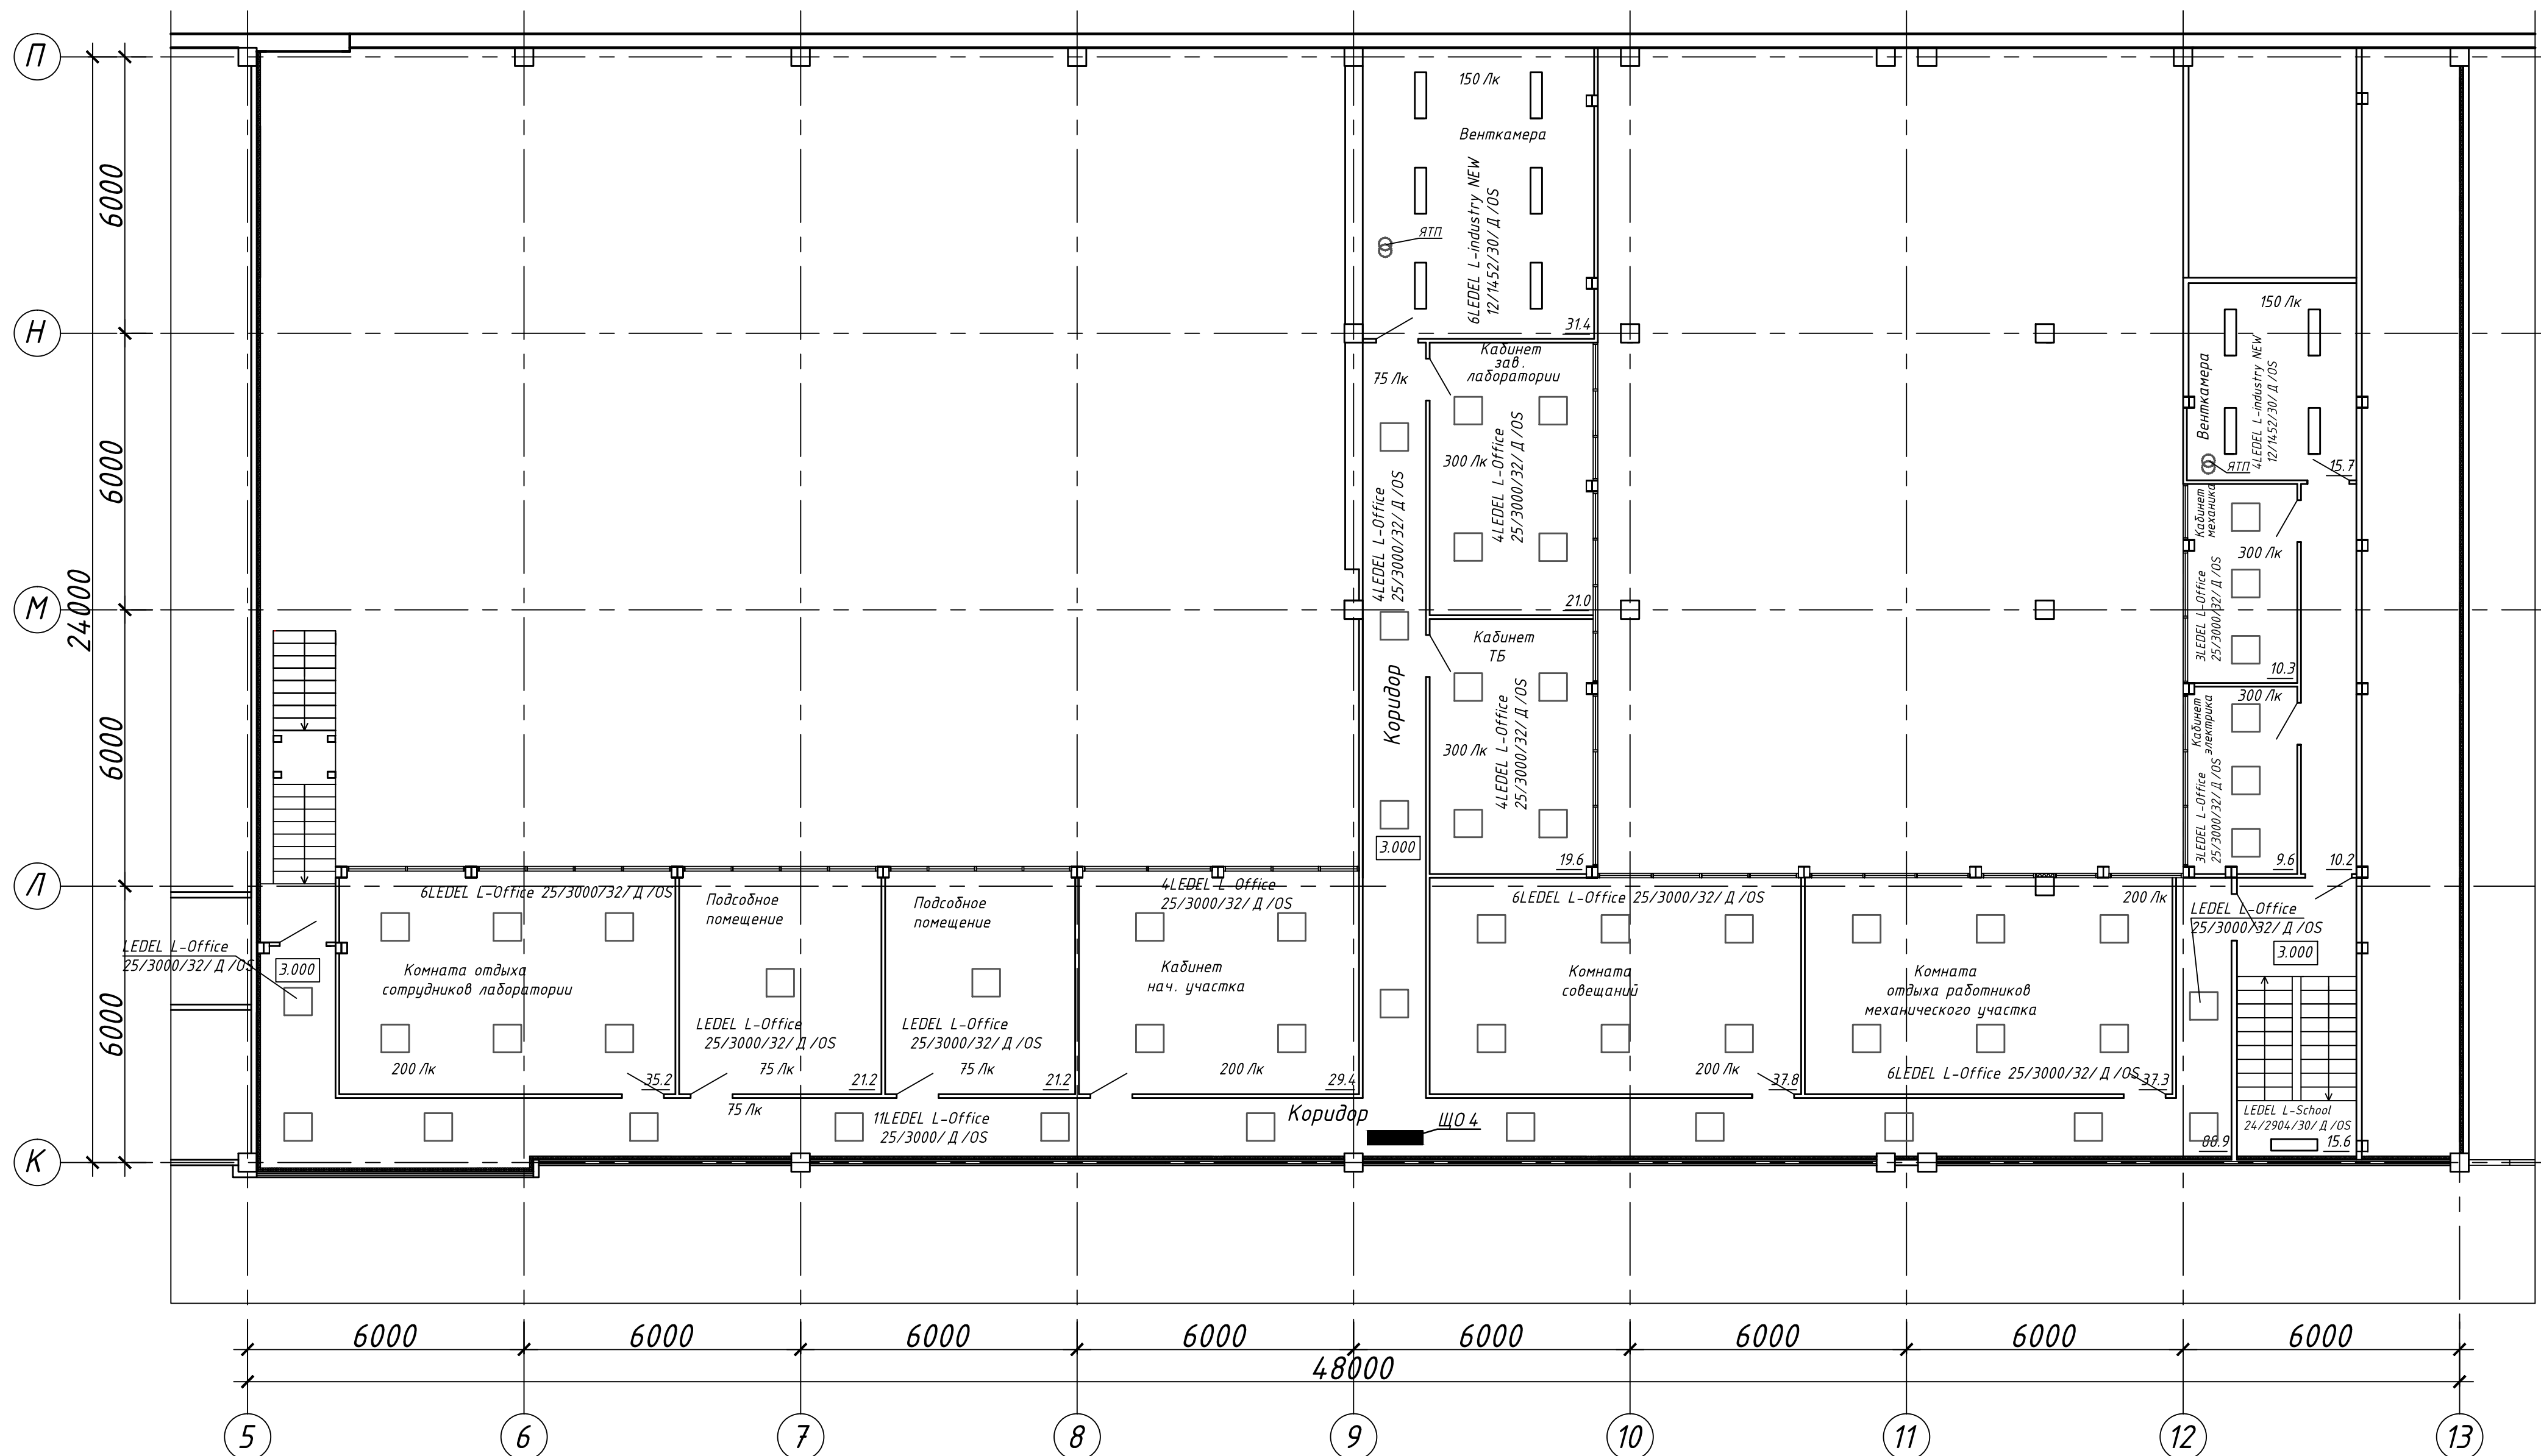 П
Н
М
Л
К
6000
6000
6000
6000
24000
150 Лк
Венткамера
6LEDEL L-industry NEW
12/1452/30/Д/OS
ЯТП
31.4
75 Лк
Кабинет
зав.
лаборатории
300 Лк
4LEDEL L-Office
25/3000/32/Д/OS
21.0
4LEDEL L-Office
25/3000/32/Д/OS
Коридор
3.000
Кабинет
ТБ
300 Лк
4LEDEL L-Office
25/3000/32/Д/OS
19.6
150 Лк
Венткамера
4LEDEL L-industry NEW
12/1452/30/Д/OS
ЯТП
15.7
Кабинет
механика
300 Лк
3LEDEL L-Office
25/3000/32/Д/OS
10.3
300 Лк
Кабинет
электрика
3LEDEL L-Office
25/3000/32/Д/OS
9.6
10.2
LEDEL L-Office
25/3000/32/Д/OS
3.000
6LEDEL L-Office 25/3000/32/Д/OS
Комната отдыха
сотрудников лаборатории
200 Лк
35.2
Подсобное
помещение
LEDEL L-Office
25/3000/32/Д/OS
75 Лк
21.2
Подсобное
помещение
LEDEL L-Office
25/3000/32/Д/OS
75 Лк
21.2
4LEDEL L-Office
25/3000/32/Д/OS
Кабинет
нач. участка
200 Лк
29.4
6LEDEL L-Office 25/3000/32/Д/OS
Комната
совещаний
200 Лк
37.8
200 Лк
Комната
отдыха работников
механического участка
6LEDEL L-Office 25/3000/32/Д/OS
37.3
LEDEL L-Office
25/3000/32/Д/OS
3.000
75 Лк
11LEDEL L-Office
25/3000/Д/OS
Коридор
ЩО 4
88.9
LEDEL L-School
24/2904/30/Д/OS
15.6
6000
6000
6000
6000
6000
6000
6000
6000
48000
5
6
7
8
9
10
11
12
13